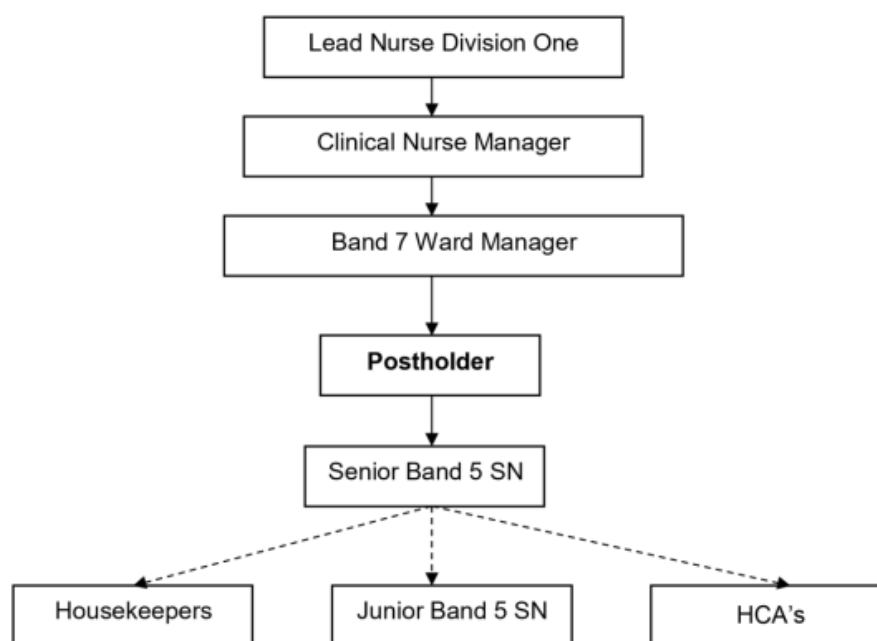 Lead Nurse Division One
Clinical Nurse Manager
Band 7 Ward Manager
Postholder
Senior Band 5 SN
Housekeepers
Junior Band 5 SN
HCA's